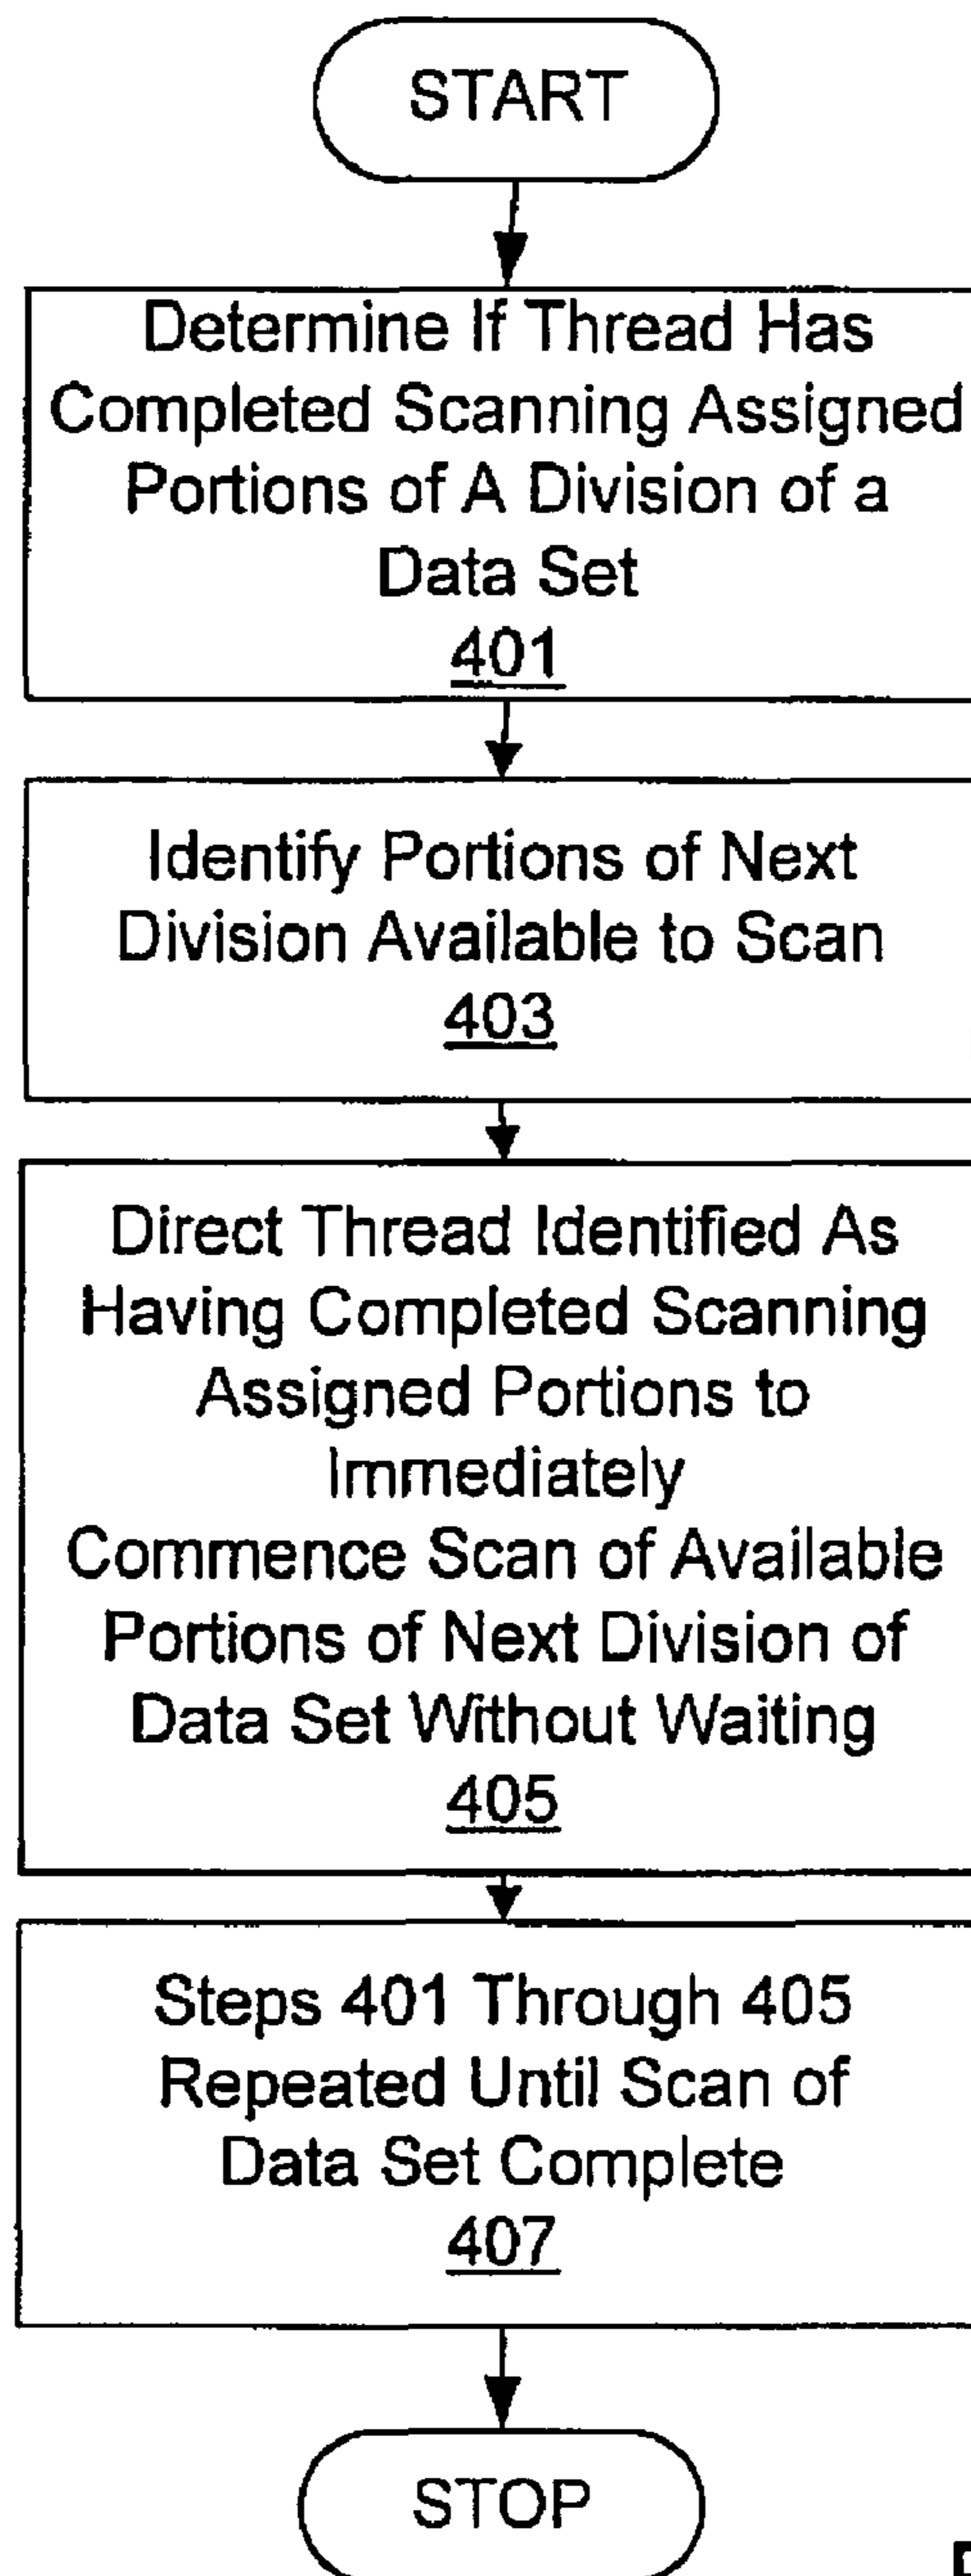 START
Determine If Thread Has
Completed Scanning Assigned
Portions of A Division of a
Data Set
401
Identify Portions of Next
Division Available to Scan
403
Direct Thread Identified As
Having Completed Scanning
Assigned Portions to
Immediately
Commence Scan of Available
Portions of Next Division of
Data Set Without Waiting
405
Steps 401 Through 405
Repeated Until Scan of
Data Set Complete
407
STOP